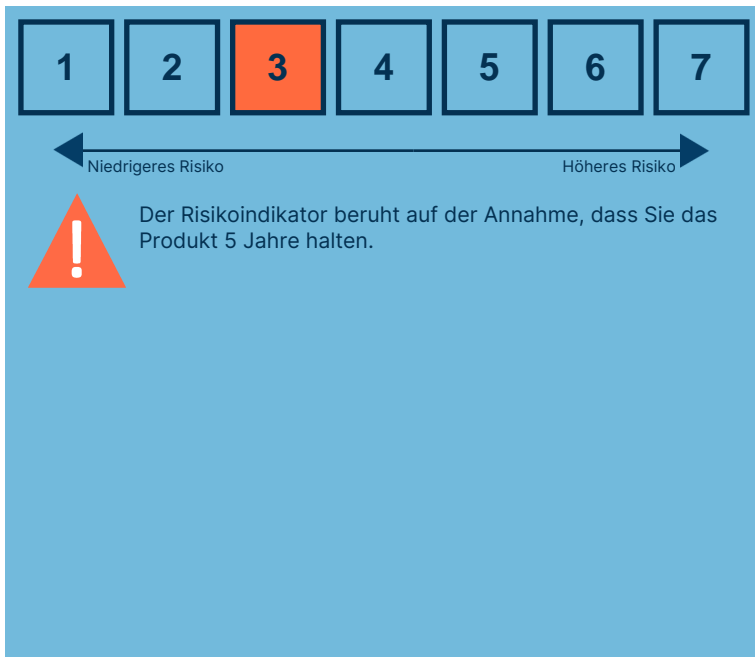 1 2 3 4 5 6 7
Niedrigeres Risiko Höheres Risiko
Der Risikoindikator beruht auf der Annahme, dass Sie das
Produkt 5 Jahre halten.